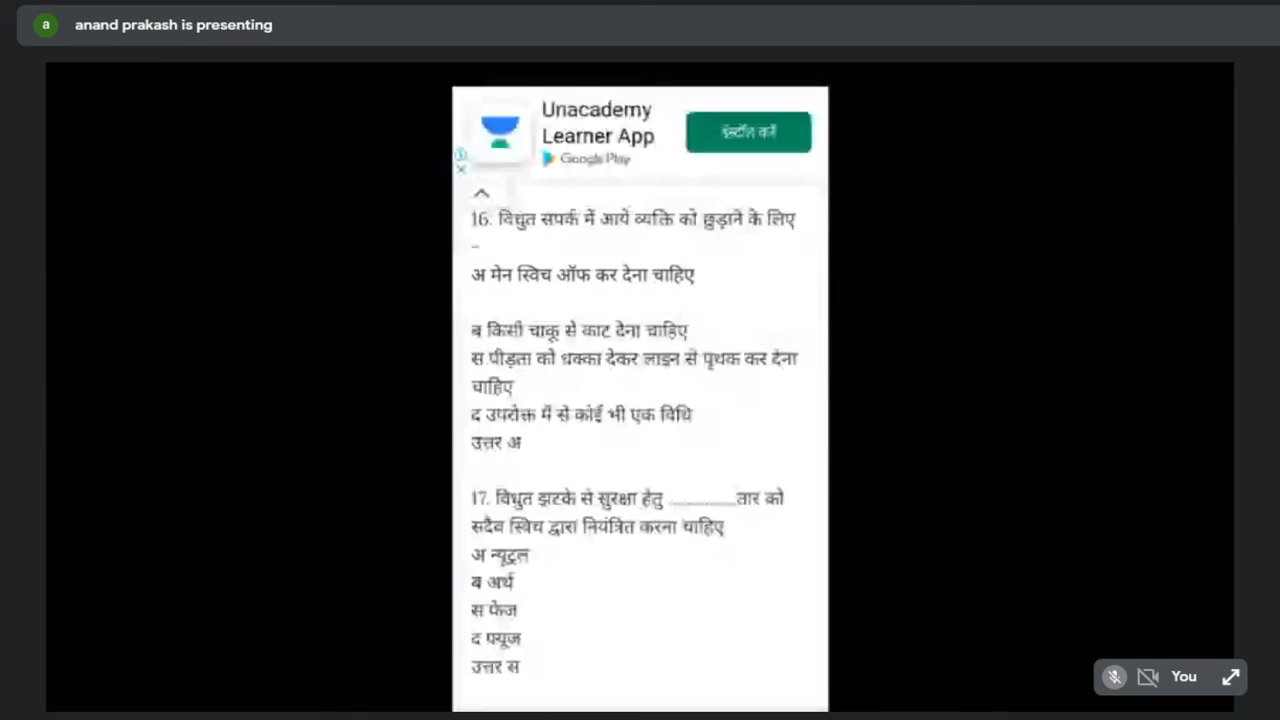 a anand prakash is presenting
Unacademy
Learner App
इंस्टॉल करें
Google Play
16. विद्युत सपर्क में आये व्यक्ति को छुड़ाने के लिए
-
अ मेन स्विच ऑफ कर देना चाहिए
ब किसी चाकू से काट देना चाहिए
स पीड़ता को धक्का देकर लाइन से पृथक कर देना
चाहिए
द उपरोक्त में से कोई भी एक विधि
उत्तर अ
17. विधुत झटके से सुरक्षा हेतु ............तार को
सदैव स्विच द्वारा नियंत्रित करना चाहिए
अ न्यूट्रल
ब अर्थ
स फेज
द फ्यूज
उत्तर स
You